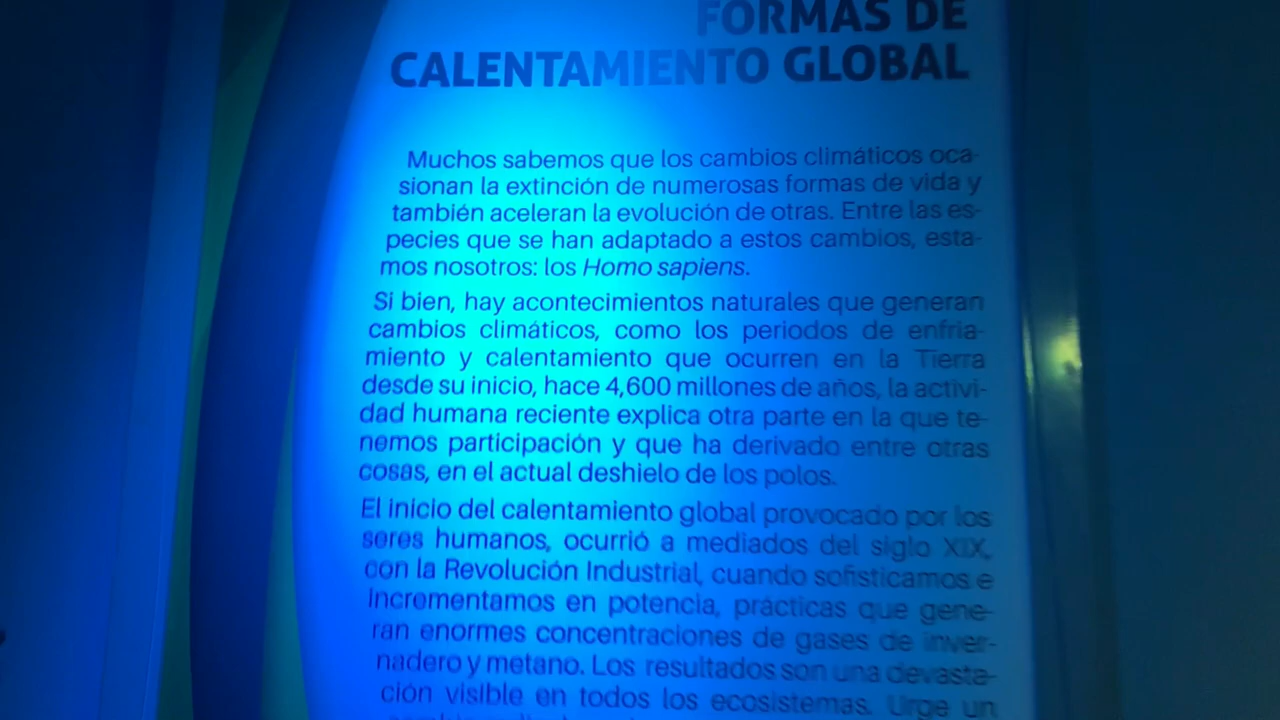 FORMAS DE
CALENTAMIENTO GLOBAL
Muchos sabemos que los cambios climáticos oca-
sionan la extinción de numerosas formas de vida y
también aceleran la evolución de otras. Entre las es-
pecies que se han adaptado a estos cambios, esta-
mos nosotros: los Homo sapiens.
Si bien, hay acontecimientos naturales que generan
cambios climáticos, como los periodos de enfria-
miento y calentamiento que ocurren en la Tierra
desde su inicio, hace 4,600 millones de años, la activi-
dad humana reciente explica otra parte en la que te-
nemos participación y que ha derivado entre otras
cosas, en el actual deshielo de los polos.
El inicio del calentamiento global provocado por los
seres humanos, ocurrió a mediados del siglo XIX,
con la Revolución Industrial, cuando sofisticamos e
incrementamos en potencia, prácticas que gene-
ran enormes concentraciones de gases de inver-
nadero y metano. Los resultados son una devasta-
ción visible en todos los ecosistemas. Urge un